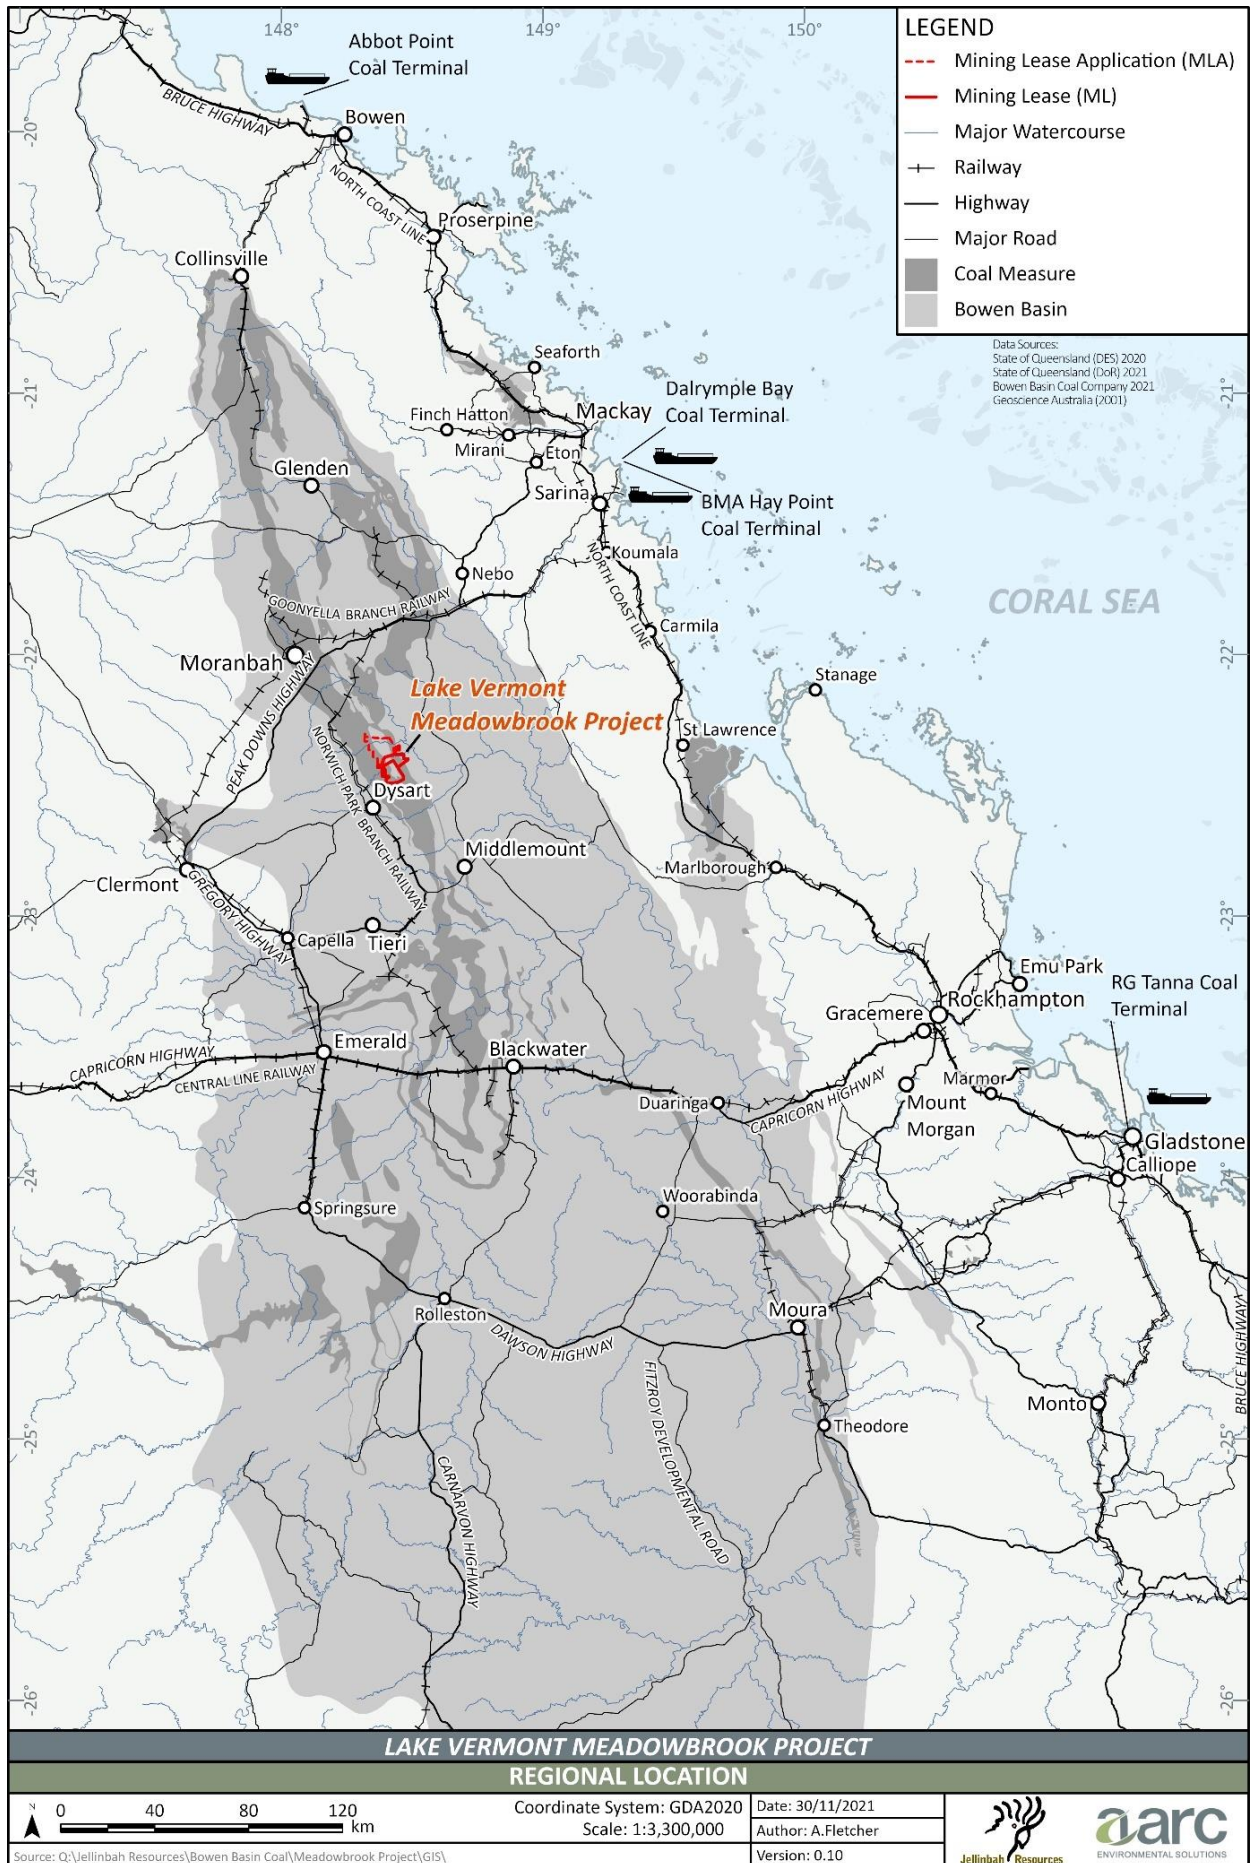 148°
149°
150°
LEGEND
Mining Lease Application (MLA)
Mining Lease (ML)
Major Watercourse
Railway
Highway
Major Road
Coal Measure
Bowen Basin
Data Sources:
State of Queensland (DES) 2020
State of Queensland (DoR) 2021
Bowen Basin Coal Company 2021
Geoscience Australia (2001)
Abbot Point
Coal Terminal
BRUCE HIGHWAY
Bowen
-20°
NORTH COAST LINE
Proserpine
Collinsville
Seaforth
-21°
-21°
Dalrymple Bay
Coal Terminal
Finch Hatton
Mackay
Mirani
Eton
Glenden
Sarina
BMA Hay Point
Coal Terminal
Koumala
Nebo
NORTH COAST LINE
GOONYELLA BRANCH RAILWAY
CORAL SEA
Carmila
-22°
-22°
Moranbah
Stanage
PEAK DOWNS HIGHWAY
Lake Vermont
Meadowbrook Project
St Lawrence
NORWICH PARK BRANCH RAILWAY
Dysart
Middlemount
Marlborough
Clermont
GREGORY HIGHWAY
-23°
-23°
Capella
Tieri
Emu Park
Rockhampton
Gracemere
RG Tanna Coal
Terminal
Emerald
Blackwater
CAPRICORN HIGHWAY
CENTRAL LINE RAILWAY
Marmor
Duaringa
CAPRICORN HIGHWAY
Mount
Morgan
Gladstone
Calliope
-24°
-24°
Woorabinda
Springsure
Rolleston
Moura
DAWSON HIGHWAY
BRUCE HIGHWAY
FITZROY DEVELOPMENTAL ROAD
Monto
Theodore
-25°
-25°
CARNARVON HIGHWAY
-26°
-26°
LAKE VERMONT MEADOWBROOK PROJECT
REGIONAL LOCATION
N
0 40 80 120
km
Coordinate System: GDA2020
Scale: 1:3,300,000
Date: 30/11/2021
Author: A.Fletcher
Version: 0.10
Source: Q:\Jellinbah Resources\Bowen Basin Coal\Meadowbrook Project\GIS\
Jellinbah Resources
aarc
ENVIRONMENTAL SOLUTIONS